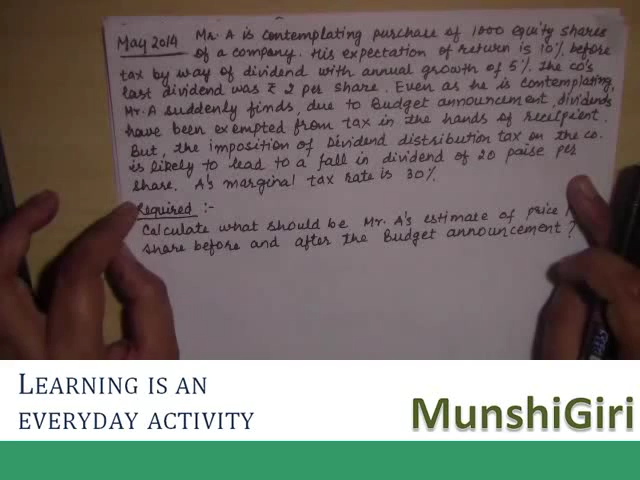 May 2014 Mr. A is contemplating purchase of 1000 equity shares
of a company. His expectation of return is 10% before
tax by way of dividend with annual growth of 5%. The co's
last dividend was ₹ 2 per share. Even as he is contemplating,
Mr. A suddenly finds, due to Budget announcement, dividends
have been exempted from tax in the hands of receipient.
But, the imposition of Dividend distribution tax on the co.
is likely to lead to a fall in dividend of 20 paise per
share. A's marginal tax rate is 30%.
Required :-
Calculate what should be Mr. A's estimate of price
share before and after the Budget announcement?
LEARNING IS AN
EVERYDAY ACTIVITY
MunshiGiri